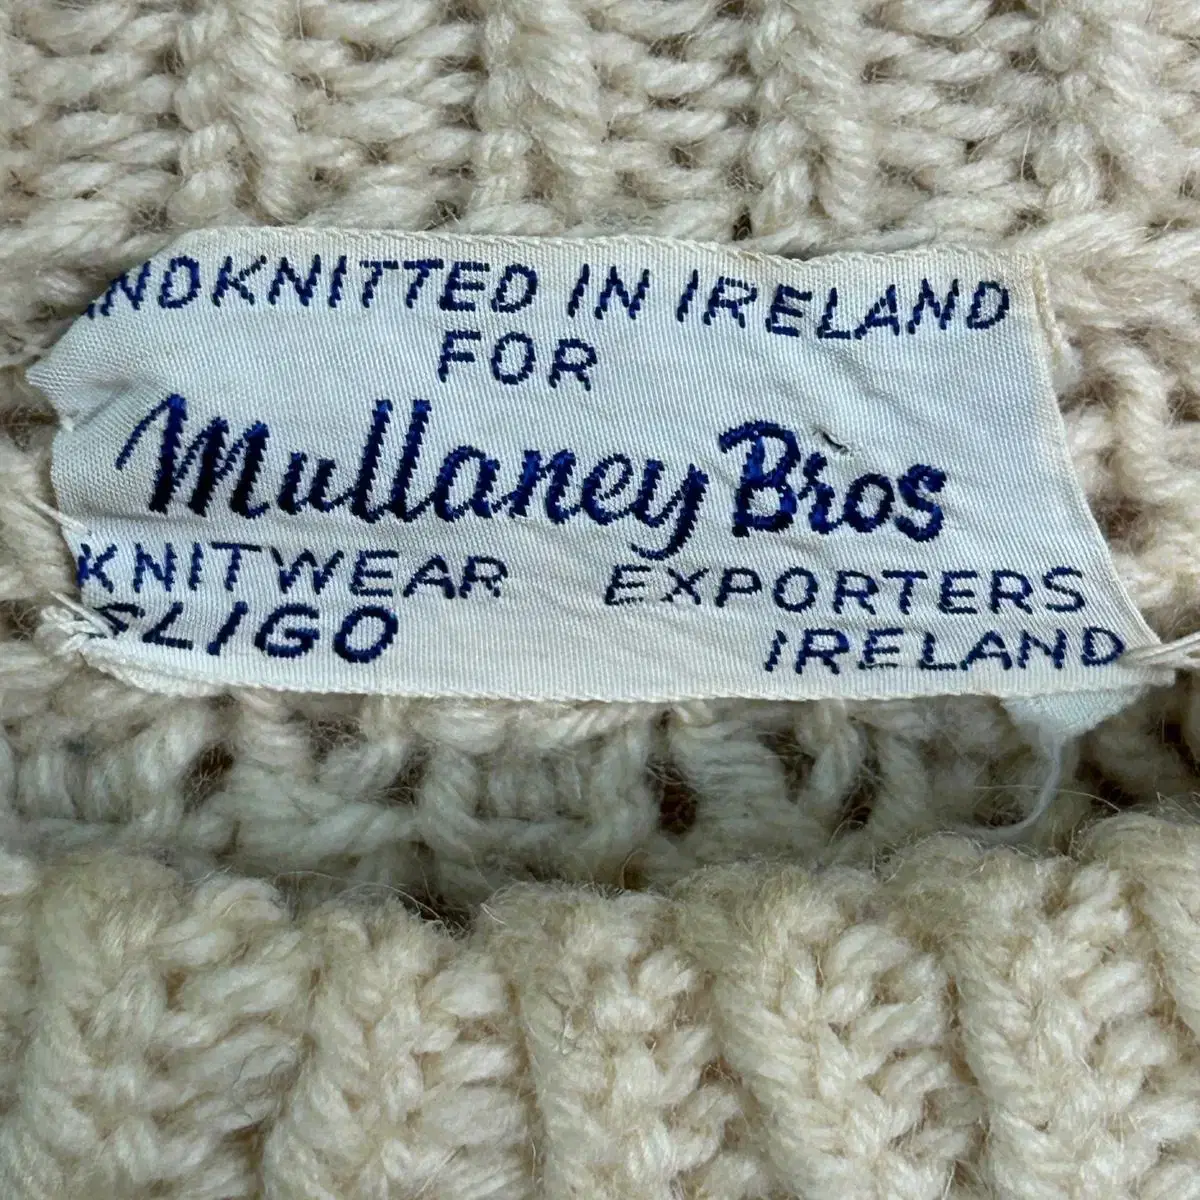 NDKNITTED IN IRELAND
FOR
Mullaney Bros
KNITWEAR EXPORTERS
SLIGO IRELAND